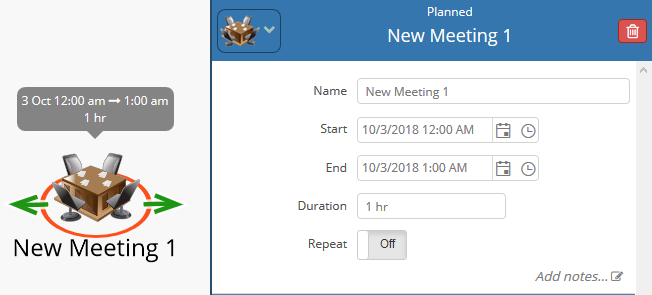 3 Oct 12:00 am ➞ 1:00 am
1 hr
New Meeting 1
Planned
New Meeting 1
Name New Meeting 1
Start 10/3/2018 12:00 AM
End 10/3/2018 1:00 AM
Duration 1 hr
Repeat Off
Add notes...